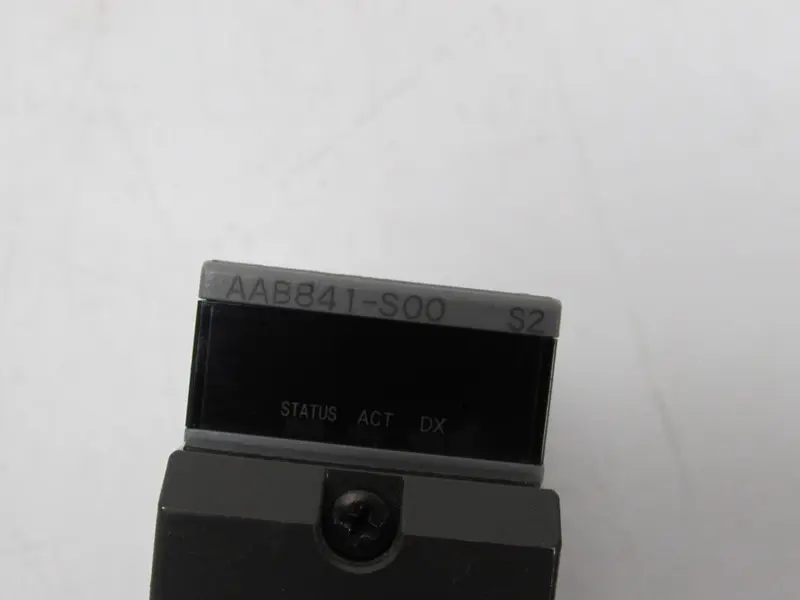 AAB841-S00 S2
STATUS ACT DX